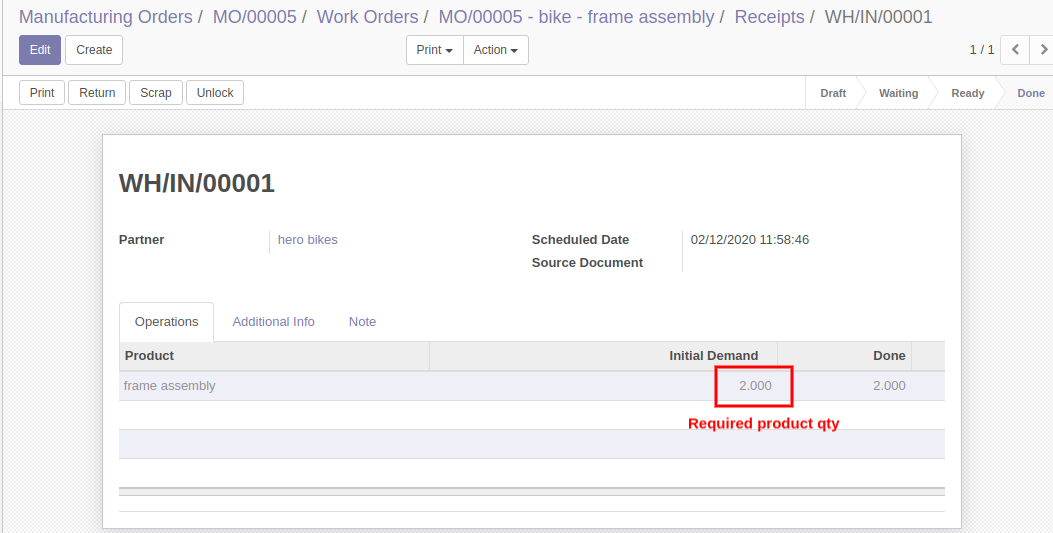 Manufacturing Orders / MO/00005 / Work Orders / MO/00005 - bike - frame assembly / Receipts / WH/IN/00001
Edit Create Print Action 1 / 1
Print Return Scrap Unlock Draft Waiting Ready Done
WH/IN/00001
Partner hero bikes Scheduled Date 02/12/2020 11:58:46
Source Document
Operations Additional Info Note
Product Initial Demand Done
frame assembly 2.000 2.000
Required product qty